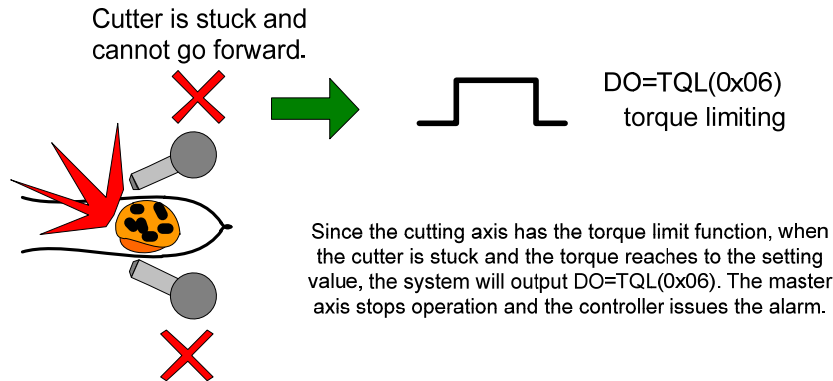 Cutter is stuck and
cannot go forward.
DO=TQL(0x06)
torque limiting
Since the cutting axis has the torque limit function, when
the cutter is stuck and the torque reaches to the setting
value, the system will output DO=TQL(0x06). The master
axis stops operation and the controller issues the alarm.